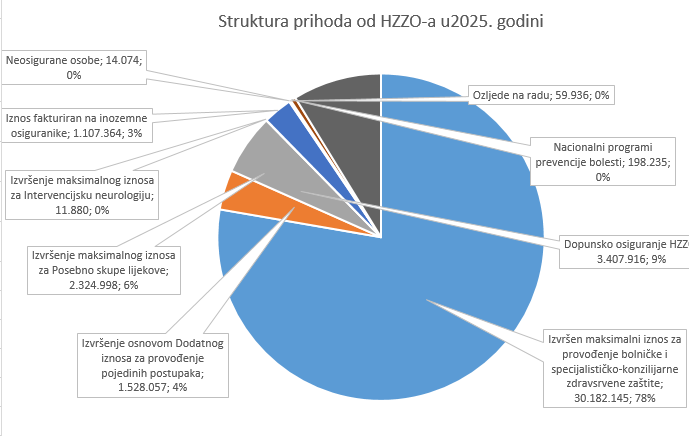 Struktura prihoda od HZZO-a u2025. godini
Neosigurane osobe; 14.074;
0%
Iznos fakturiran na inozemne
osiguranike; 1.107.364; 3%
Izvršenje maksimalnog iznosa
za Intervencijsku neurologiju;
11.880; 0%
Izvršenje maksimalnog iznosa
za Posebno skupe lijekove;
2.324.998; 6%
Izvršenje osnovom Dodatnog
iznosa za provođenje
pojedinih postupaka;
1.528.057; 4%
Ozljede na radu; 59.936; 0%
Nacionalni programi
prevencije bolesti; 198.235;
0%
Dopunsko osiguranje HZZ
3.407.916; 9%
Izvršen maksimalni iznos za
provođenje bolničke i
specijalističko-konzilijarne
zdravsrvene zaštite;
30.182.145; 78%